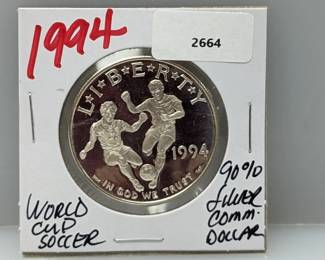 1994
2664
LIBERTY
1994
IN GOD WE TRUST
WORLD
CUP
SOCCER
90%
SILVER
COMM.
DOLLAR